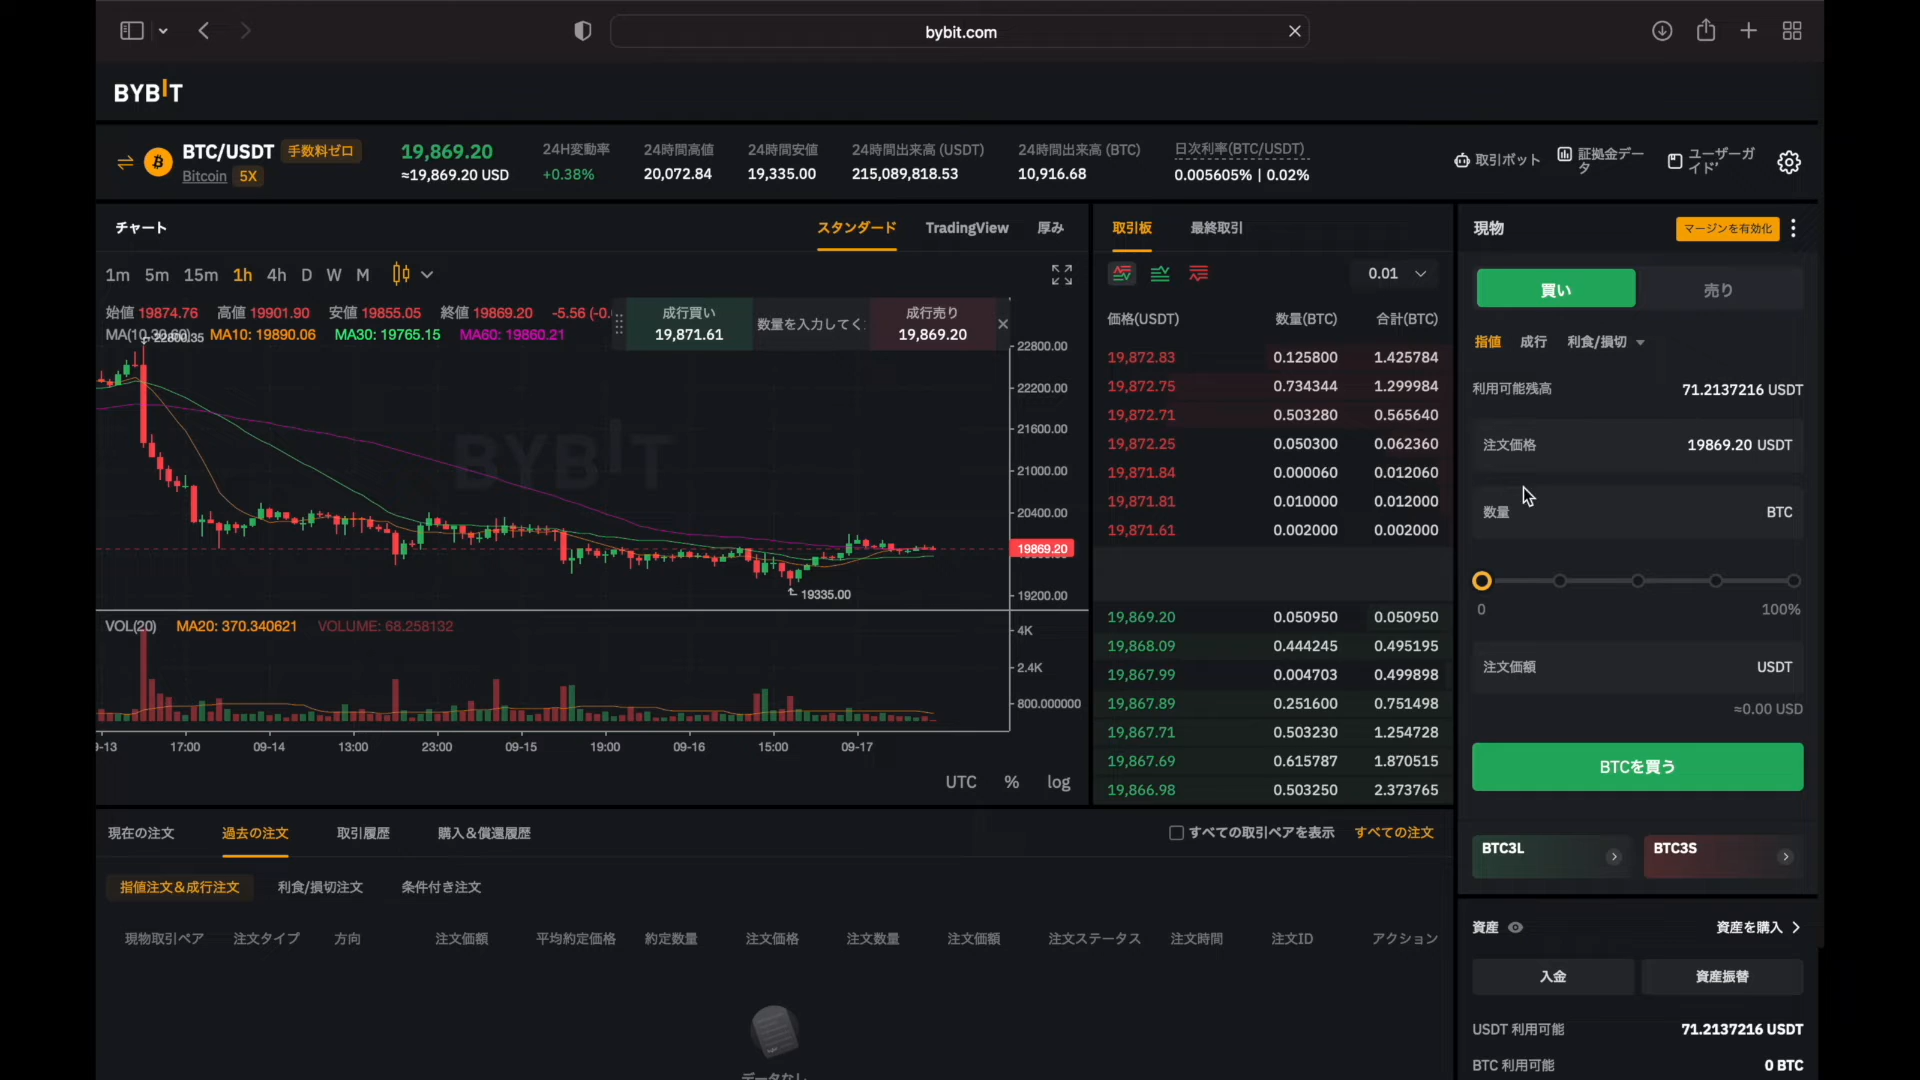 bybit.com
BYBIT
BTC/USDT 手数料ゼロ
Bitcoin 5X
19,869.20
≈19,869.20 USD
24H変動率
+0.38%
24時間高値
20,072.84
24時間安値
19,335.00
24時間出来高 (USDT)
215,089,818.53
24時間出来高 (BTC)
10,916.68
日次利率(BTC/USDT)
0.005605% | 0.02%
取引ボット
証拠金データ
ユーザーガイド
チャート
スタンダード TradingView 厚み
1m 5m 15m 1h 4h D W M
始値 19874.76 高値 19901.90 安値 19855.05 終値 19869.20 -5.56 (-0.
MA(10,30,60) MA10: 19890.06 MA30: 19765.15 MA60: 19860.21
22800.35
成行買い
19,871.61
数量を入力してく
成行売り
19,869.20
BYBIT
22800.00
22200.00
21600.00
21000.00
20400.00
19869.20
19200.00
19335.00
VOL(20) MA20: 370.340621 VOLUME: 68.258132
4K
2.4K
800.000000
-13 17:00 09-14 13:00 23:00 09-15 19:00 09-16 15:00 09-17
UTC % log
取引板 最終取引
0.01
価格(USDT) 数量(BTC) 合計(BTC)
19,872.83 0.125800 1.425784
19,872.75 0.734344 1.299984
19,872.71 0.503280 0.565640
19,872.25 0.050300 0.062360
19,871.84 0.000060 0.012060
19,871.81 0.010000 0.012000
19,871.61 0.002000 0.002000
19,869.20 0.050950 0.050950
19,868.09 0.444245 0.495195
19,867.99 0.004703 0.499898
19,867.89 0.251600 0.751498
19,867.71 0.503230 1.254728
19,867.69 0.615787 1.870515
19,866.98 0.503250 2.373765
現物 マージンを有効化
買い 売り
指値 成行 利食/損切
利用可能残高 71.2137216 USDT
注文価格 19869.20 USDT
数量 BTC
0 100%
注文価額 USDT
≈0.00 USD
BTCを買う
BTC3L BTC3S
資産 資産を購入
入金 資産振替
USDT 利用可能 71.2137216 USDT
BTC 利用可能 0 BTC
現在の注文 過去の注文 取引履歴 購入＆償還履歴
すべての取引ペアを表示 すべての注文
指値注文＆成行注文 利食/損切注文 条件付き注文
現物取引ペア 注文タイプ 方向 注文価額 平均約定価格 約定数量 注文価格 注文数量 注文価額 注文ステータス 注文時間 注文ID アクション
データなし